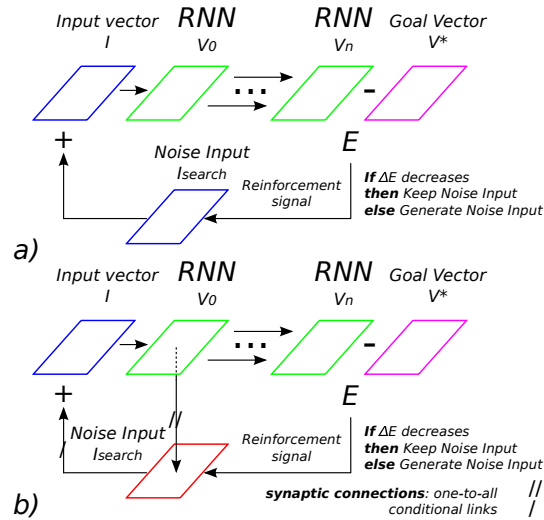 Input vector
I
RNN
V0
RNN
Vn
Goal Vector
V*
...
-
+
E
Noise Input
Isearch
Reinforcement
signal
If ΔE decreases
then Keep Noise Input
else Generate Noise Input
a)
Input vector
I
RNN
V0
RNN
Vn
Goal Vector
V*
...
-
+
E
//
/
Noise Input
Isearch
Reinforcement
signal
If ΔE decreases
then Keep Noise Input
else Generate Noise Input
synaptic connections: one-to-all //
conditional links /
b)